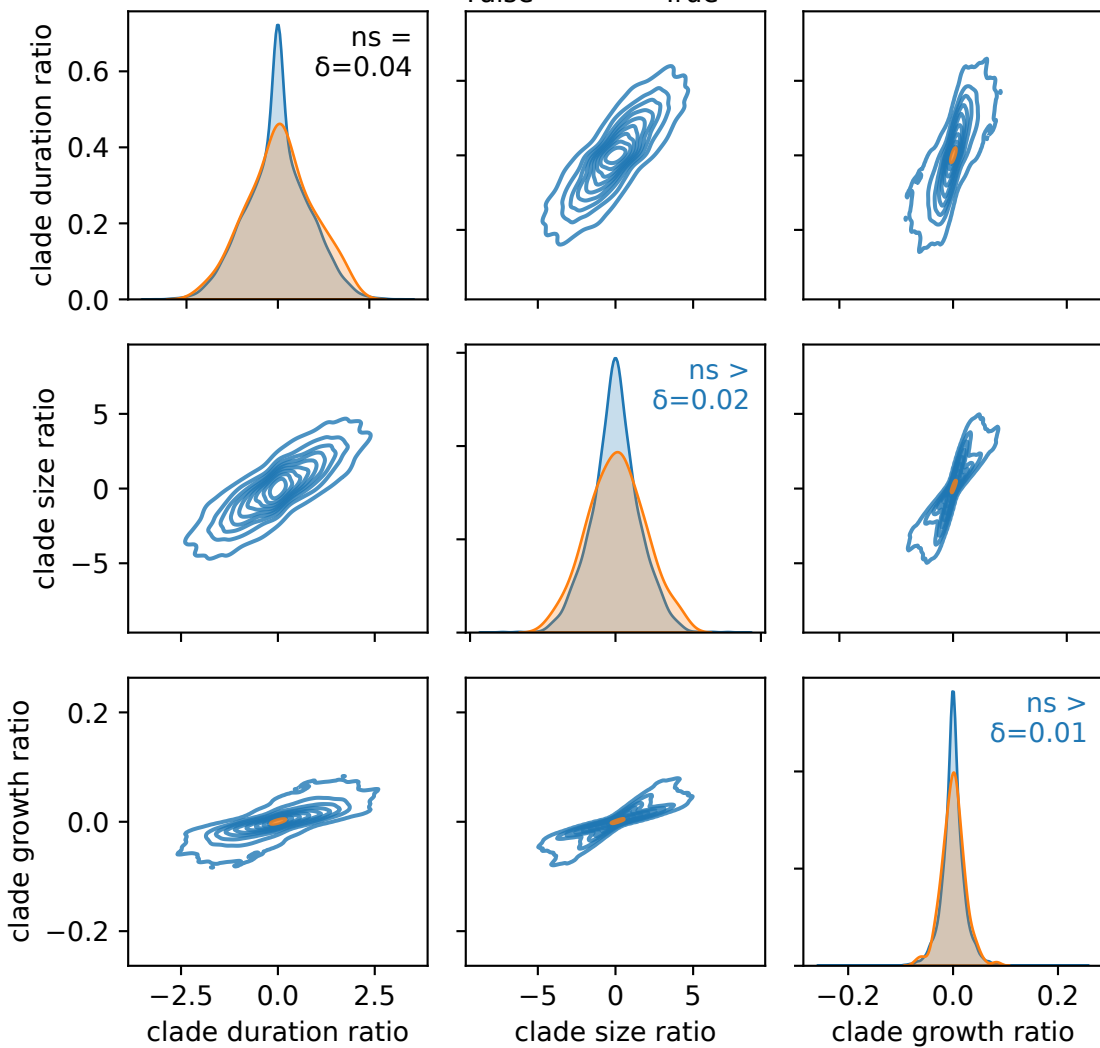 True
clade duration ratio
0.6
0.4
0.2
0.0
ns =
δ=0.04
clade size ratio
5
0
−5
ns >
δ=0.02
clade growth ratio
0.2
0.0
−0.2
ns >
δ=0.01
−2.5 0.0 2.5
−5 0 5
−0.2 0.0 0.2
clade duration ratio
clade size ratio
clade growth ratio